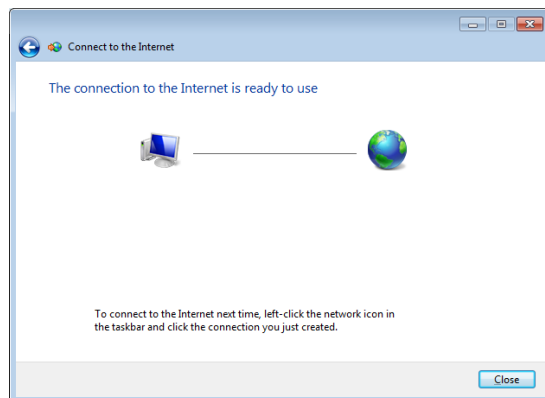 Connect to the Internet
The connection to the Internet is ready to use
To connect to the Internet next time, left-click the network icon in
the taskbar and click the connection you just created.
Close